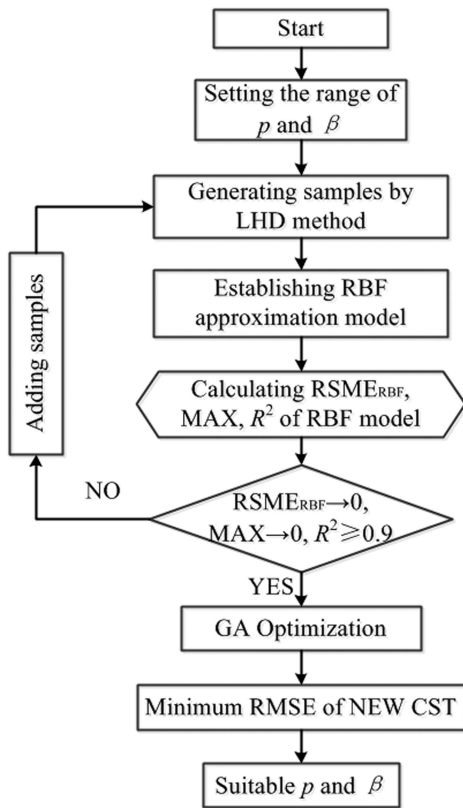 Start
Setting the range of
p and β
Generating samples by
LHD method
Establishing RBF
approximation model
Adding samples
Calculating RSME_RBF,
MAX, R² of RBF model
NO
RSME_RBF→0,
MAX→0, R²≥0.9
YES
GA Optimization
Minimum RMSE of NEW CST
Suitable p and β